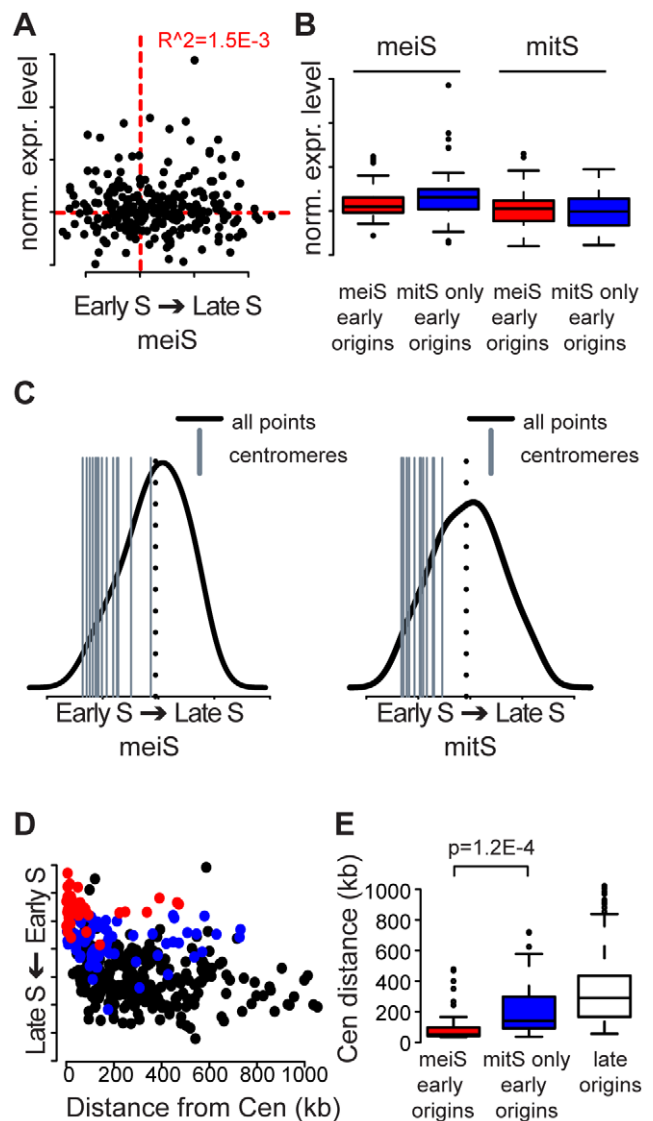 A
R^2=1.5E-3
norm. expr. level
Early S → Late S
meiS
B
meiS
mitS
norm. expr. level
meiS early origins
mitS only early origins
meiS early origins
mitS only early origins
C
all points
centromeres
Early S → Late S
meiS
all points
centromeres
Early S → Late S
mitS
D
Late S ← Early S
0 200 400 600 800 1000
Distance from Cen (kb)
E
p=1.2E-4
Cen distance (kb)
1000
800
600
400
200
0
meiS early origins
mitS only early origins
late origins